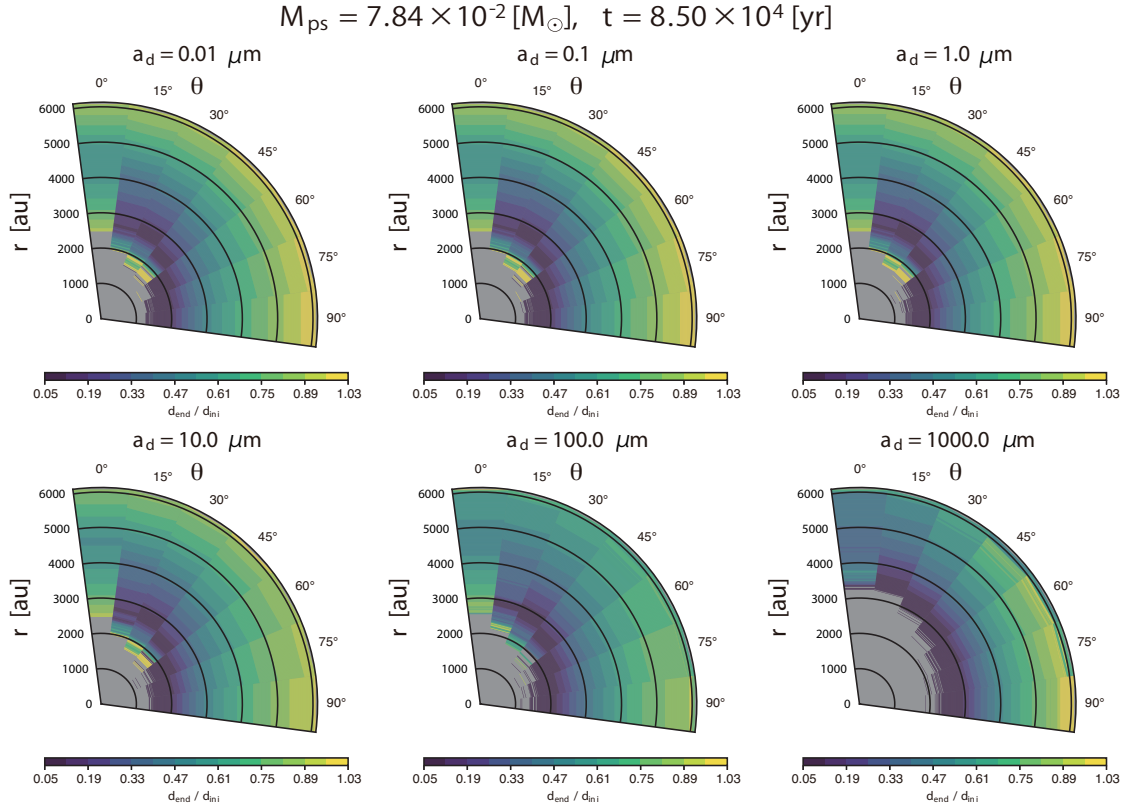 M_ps = 7.84 × 10^-2 [M_⊙], t = 8.50 × 10^4 [yr]
a_d = 0.01 μm a_d = 0.1 μm a_d = 1.0 μm
0° 15° θ 30° 45° 60° 75° 90°
r [au] 6000 5000 4000 3000 2000 1000 0
0° 15° θ 30° 45° 60° 75° 90°
r [au] 6000 5000 4000 3000 2000 1000 0
0° 15° θ 30° 45° 60° 75° 90°
r [au] 6000 5000 4000 3000 2000 1000 0
0.05 0.19 0.33 0.47 0.61 0.75 0.89 1.03
d_end / d_ini
0.05 0.19 0.33 0.47 0.61 0.75 0.89 1.03
d_end / d_ini
0.05 0.19 0.33 0.47 0.61 0.75 0.89 1.03
d_end / d_ini
a_d = 10.0 μm a_d = 100.0 μm a_d = 1000.0 μm
0° 15° θ 30° 45° 60° 75° 90°
r [au] 6000 5000 4000 3000 2000 1000 0
0° 15° θ 30° 45° 60° 75° 90°
r [au] 6000 5000 4000 3000 2000 1000 0
0° 15° θ 30° 45° 60° 75° 90°
r [au] 6000 5000 4000 3000 2000 1000 0
0.05 0.19 0.33 0.47 0.61 0.75 0.89 1.03
d_end / d_ini
0.05 0.19 0.33 0.47 0.61 0.75 0.89 1.03
d_end / d_ini
0.05 0.19 0.33 0.47 0.61 0.75 0.89 1.03
d_end / d_ini